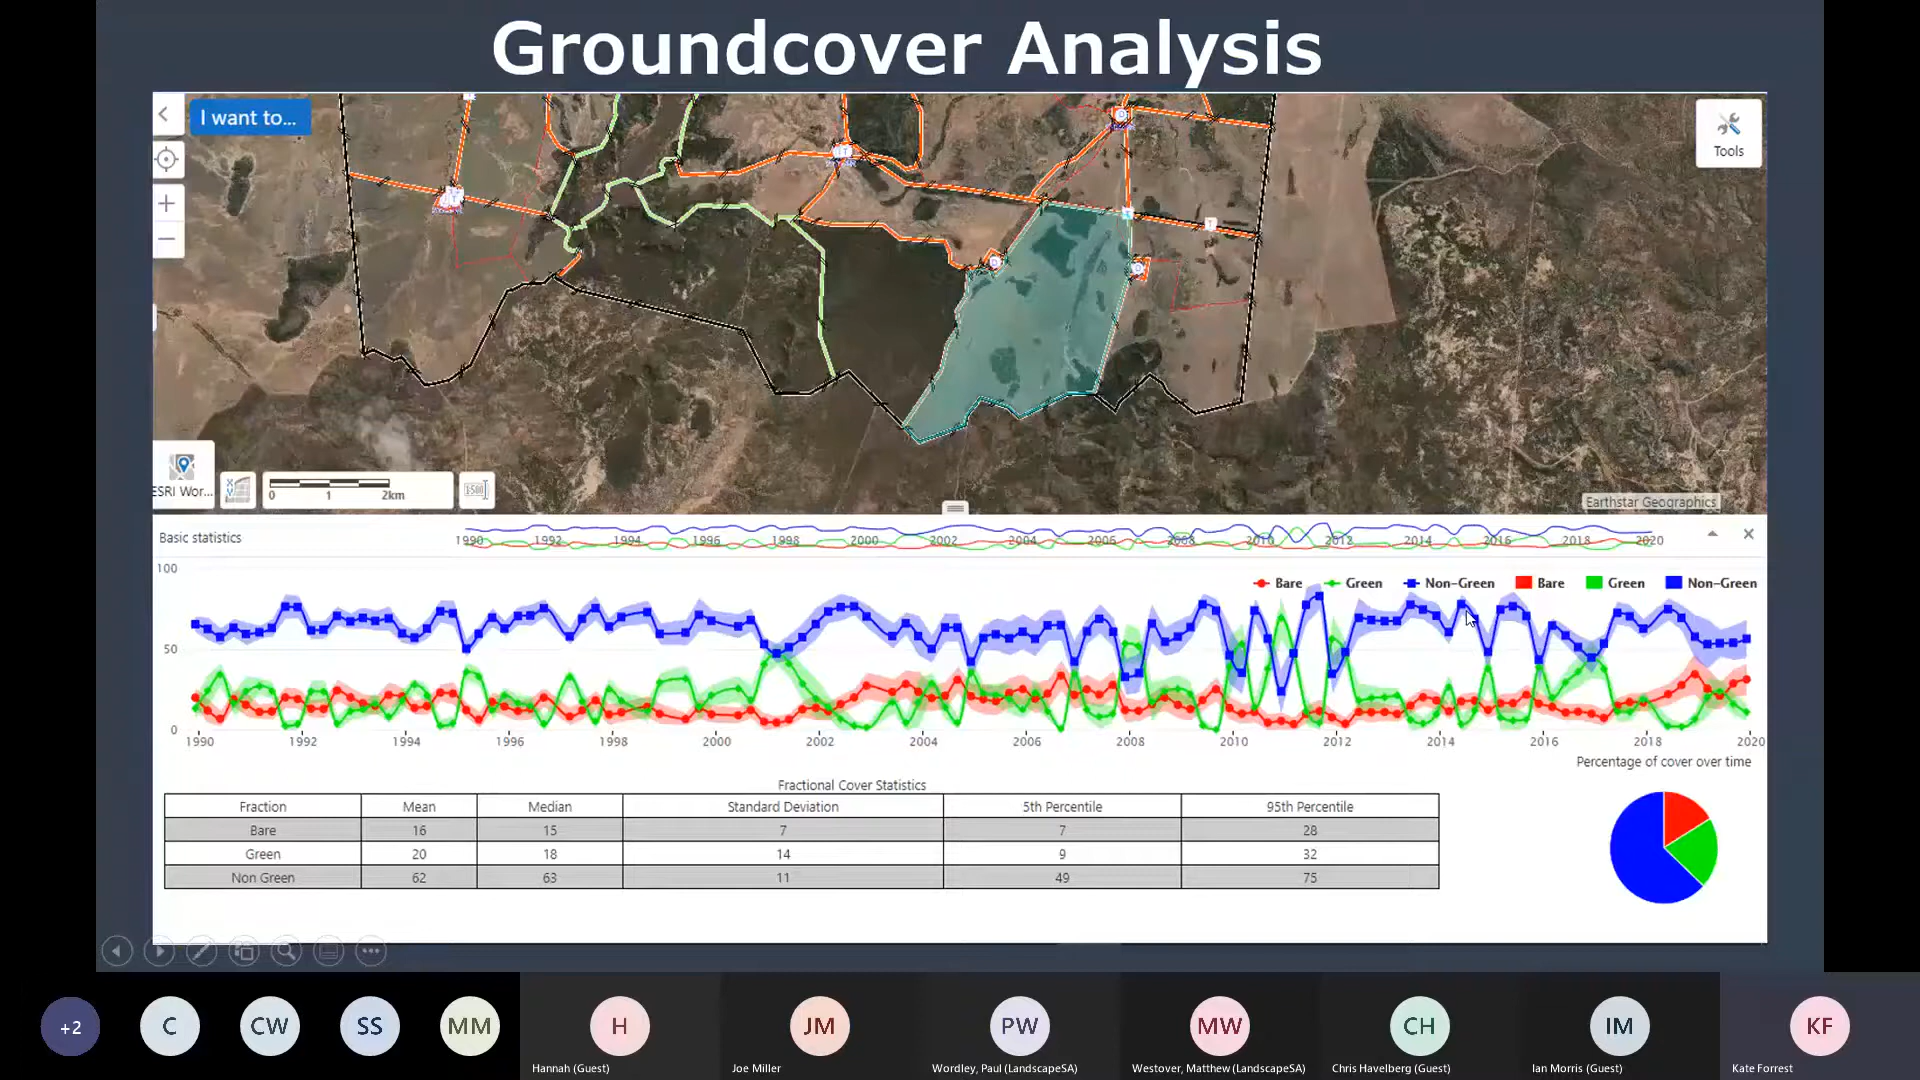 Groundcover Analysis
I want to...
Tools
ESRI Wor...
0 1 2km
Earthstar Geographics
Basic statistics
1990 1992 1994 1996 1998 2000 2002 2004 2006 2008 2010 2012 2014 2016 2018 2020
100
Bare Green Non-Green Bare Green Non-Green
50
0
1990 1992 1994 1996 1998 2000 2002 2004 2006 2008 2010 2012 2014 2016 2018 2020
Percentage of cover over time
Fractional Cover Statistics
Fraction Mean Median Standard Deviation 5th Percentile 95th Percentile
Bare 16 15 7 7 28
Green 20 18 14 9 32
Non Green 62 63 11 49 75
+2 C CW SS MM H JM PW MW CH IM KF
Hannah (Guest) Joe Miller Wordley, Paul (LandscapeSA) Westover, Matthew (LandscapeSA) Chris Havelberg (Guest) Ian Morris (Guest) Kate Forrest